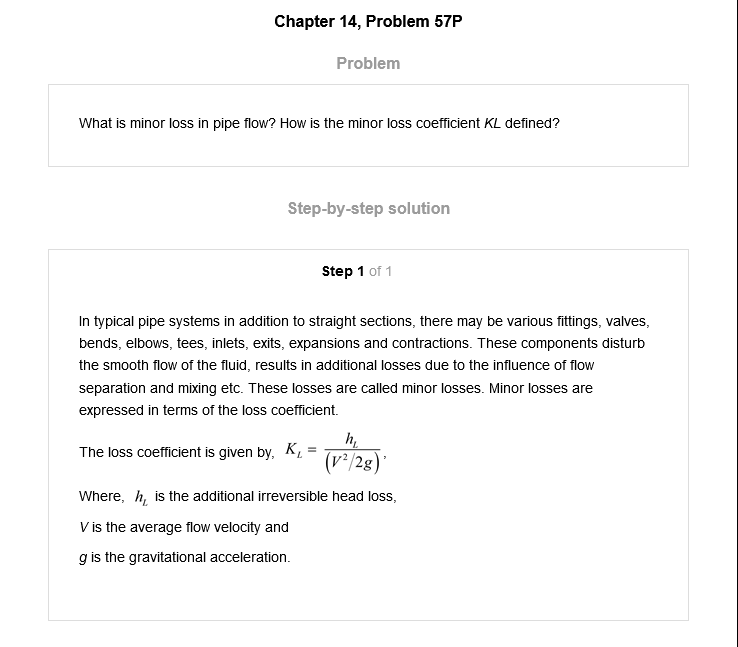 Chapter 14, Problem 57P
Problem
What is minor loss in pipe flow? How is the minor loss coefficient KL defined?
Step-by-step solution
Step 1 of 1
In typical pipe systems in addition to straight sections, there may be various fittings, valves,
bends, elbows, tees, inlets, exits, expansions and contractions. These components disturb
the smooth flow of the fluid, results in additional losses due to the influence of flow
separation and mixing etc. These losses are called minor losses. Minor losses are
expressed in terms of the loss coefficient.
The loss coefficient is given by, K_L = h_L / (V²/2g),
Where, h_L is the additional irreversible head loss,
V is the average flow velocity and
g is the gravitational acceleration.